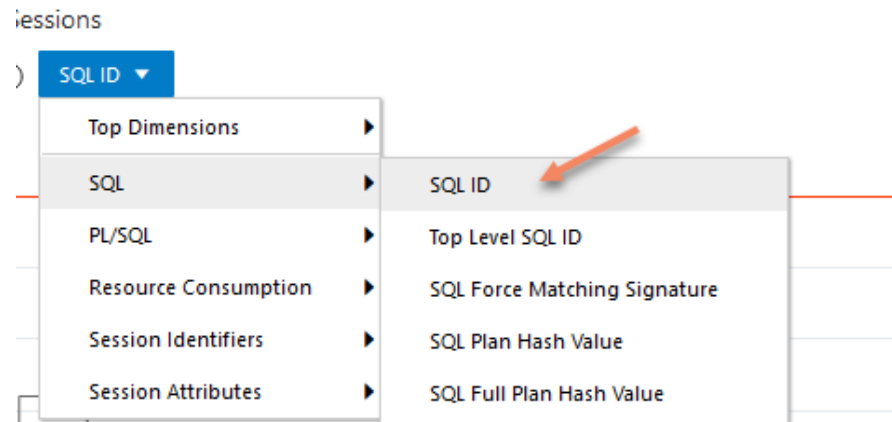 Sessions
) SQL ID
Top Dimensions
SQL
SQL ID
PL/SQL
Top Level SQL ID
Resource Consumption
SQL Force Matching Signature
Session Identifiers
SQL Plan Hash Value
Session Attributes
SQL Full Plan Hash Value